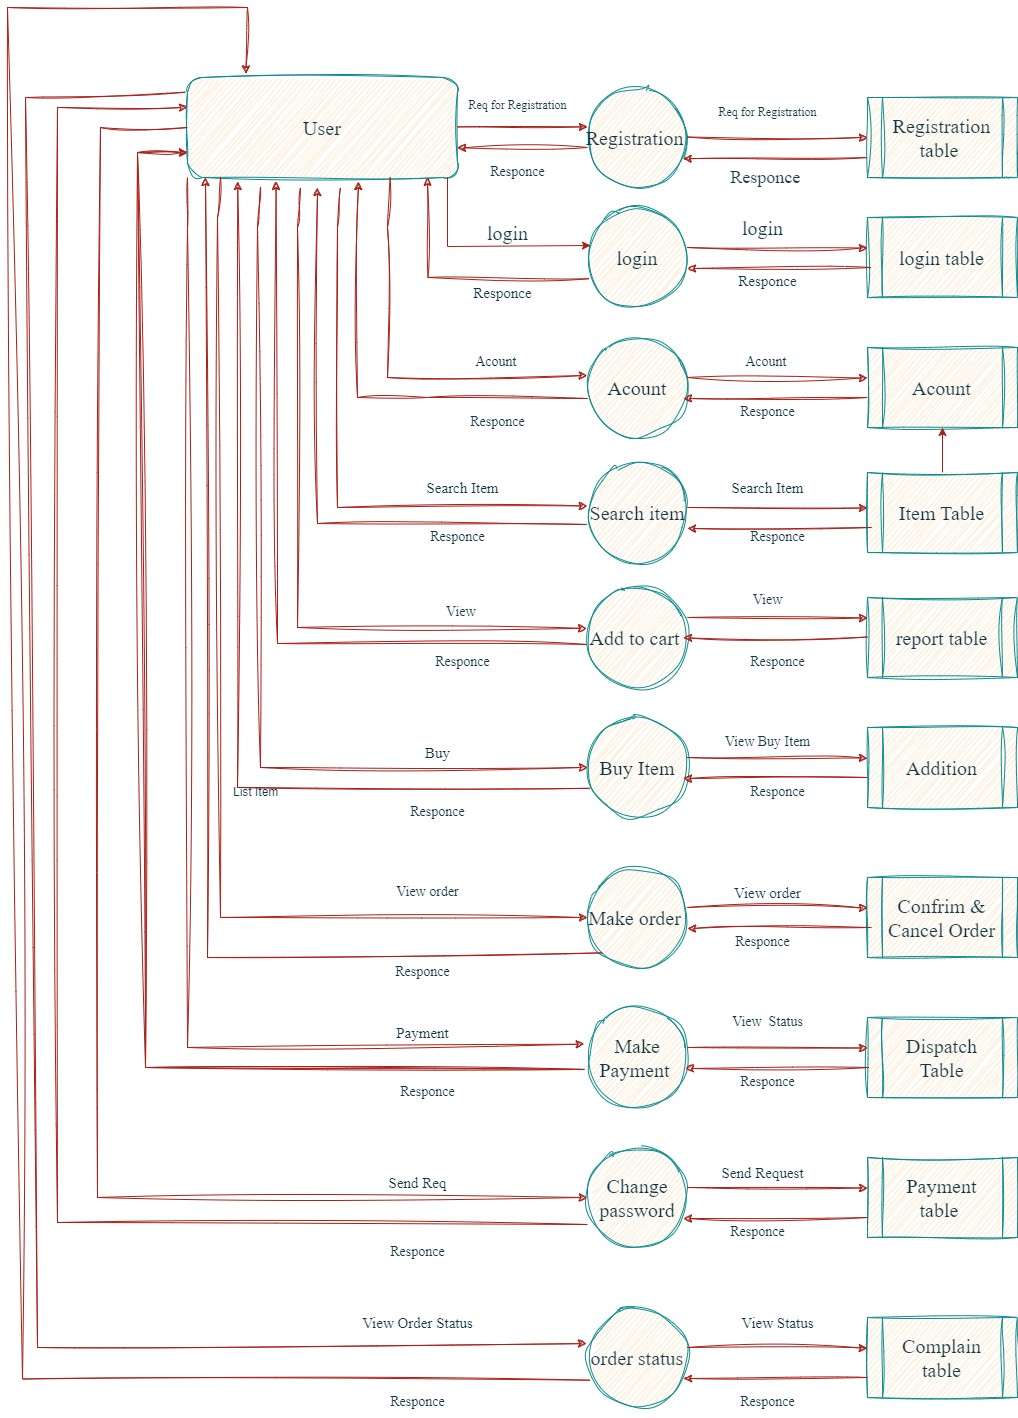 User
Req for Registration
Responce
Registration
Req for Registration
Responce
Registration
table
login
Responce
login
login
Responce
login table
Acount
Responce
Acount
Acount
Responce
Acount
Search Item
Responce
Search item
Search Item
Responce
Item Table
View
Responce
Add to cart
View
Responce
report table
Buy
List Item
Responce
Buy Item
View Buy Item
Responce
Addition
View order
Responce
Make order
View order
Responce
Confrim &
Cancel Order
Payment
Responce
Make
Payment
View Status
Responce
Dispatch
Table
Send Req
Responce
Change
password
Send Request
Responce
Payment
table
View Order Status
Responce
order status
View Status
Responce
Complain
table